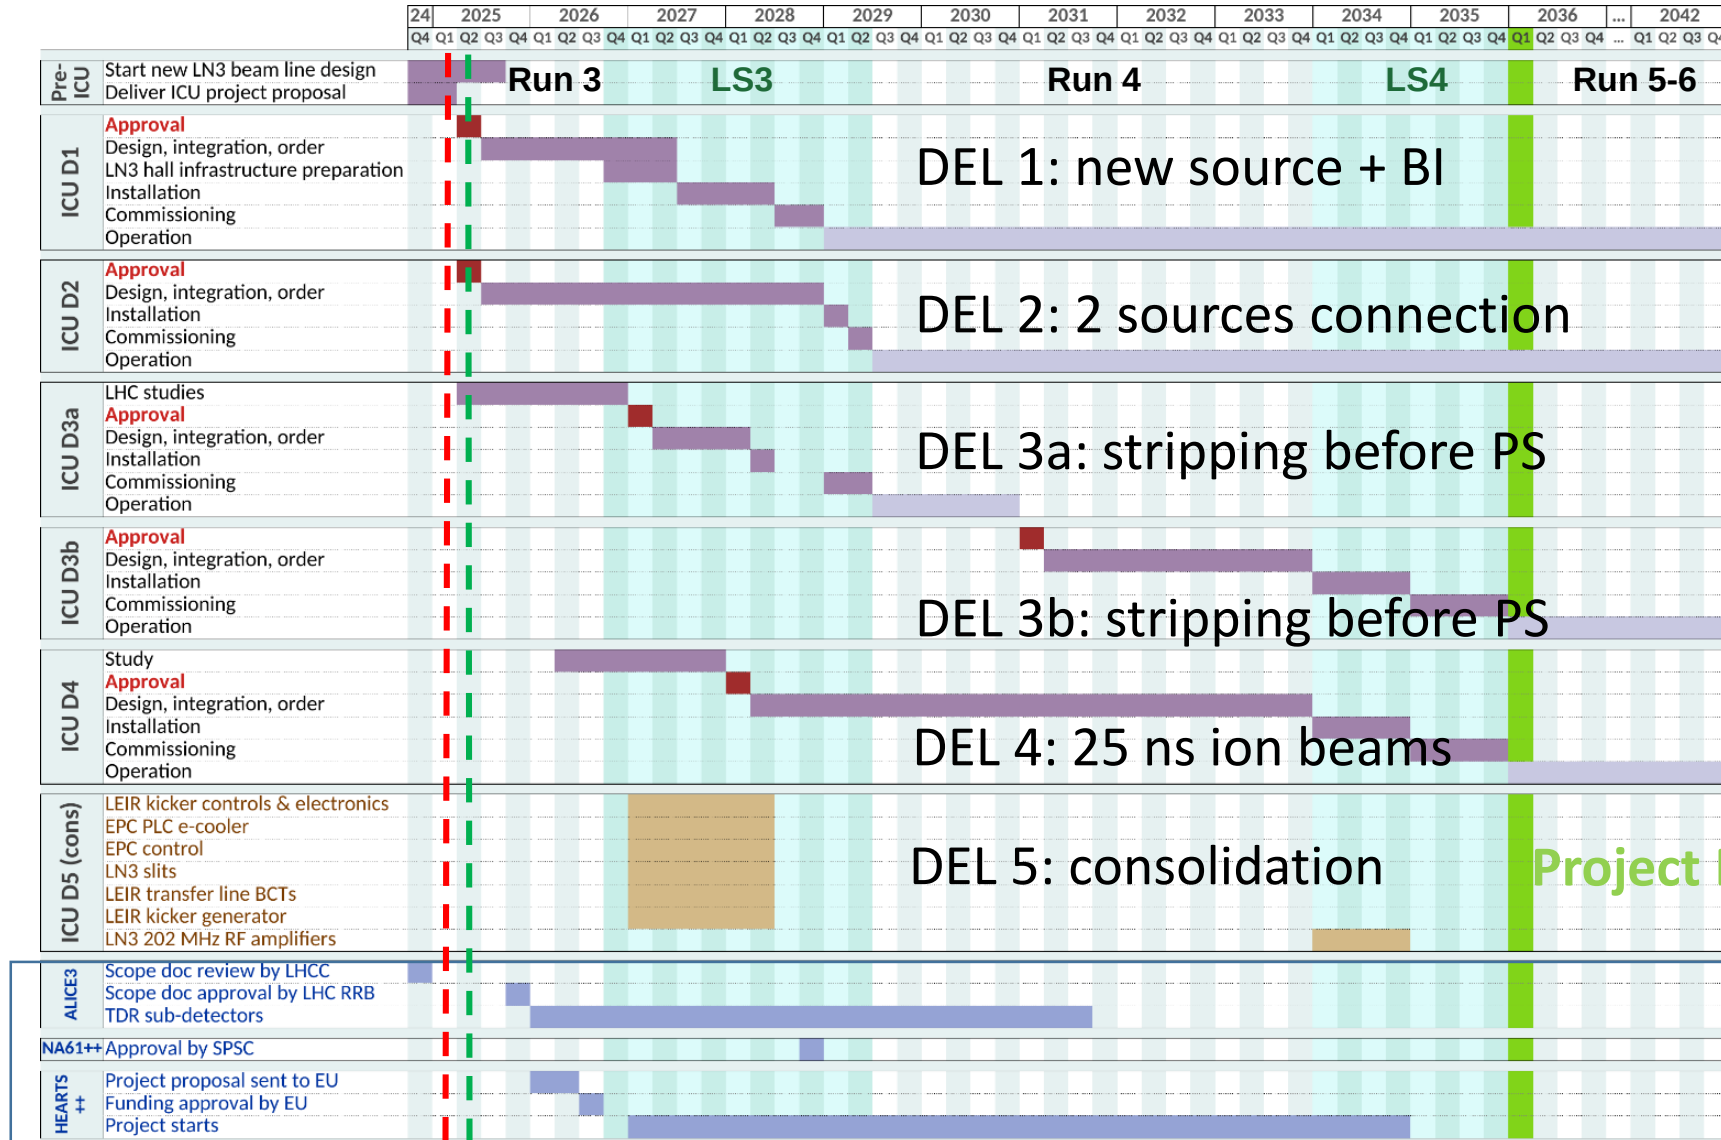 24 2025 2026 2027 2028 2029 2030 2031 2032 2033 2034 2035 2036 ... 2042
Q4 Q1 Q2 Q3 Q4 Q1 Q2 Q3 Q4 Q1 Q2 Q3 Q4 Q1 Q2 Q3 Q4 Q1 Q2 Q3 Q4 Q1 Q2 Q3 Q4 Q1 Q2 Q3 Q4 Q1 Q2 Q3 Q4 Q1 Q2 Q3 Q4 Q1 Q2 Q3 Q4 Q1 Q2 Q3 Q4 Q1 Q2 Q3 Q4 ... Q1 Q2 Q3 Q4
Pre-
ICU
Start new LN3 beam line design
Deliver ICU project proposal
Run 3 LS3 Run 4 LS4 Run 5-6
ICU D1
Approval
Design, integration, order
LN3 hall infrastructure preparation
Installation
Commissioning
Operation
DEL 1: new source + BI
ICU D2
Approval
Design, integration, order
Installation
Commissioning
Operation
DEL 2: 2 sources connection
ICU D3a
LHC studies
Approval
Design, integration, order
Installation
Commissioning
Operation
DEL 3a: stripping before PS
ICU D3b
Approval
Design, integration, order
Installation
Commissioning
Operation
DEL 3b: stripping before PS
ICU D4
Study
Approval
Design, integration, order
Installation
Commissioning
Operation
DEL 4: 25 ns ion beams
ICU D5 (cons)
LEIR kicker controls & electronics
EPC PLC e-cooler
EPC control
LN3 slits
LEIR transfer line BCTs
LEIR kicker generator
LN3 202 MHz RF amplifiers
DEL 5: consolidation
Project
ALICE3
Scope doc review by LHCC
Scope doc approval by LHC RRB
TDR sub-detectors
NA61++ Approval by SPSC
HEARTS
++
Project proposal sent to EU
Funding approval by EU
Project starts